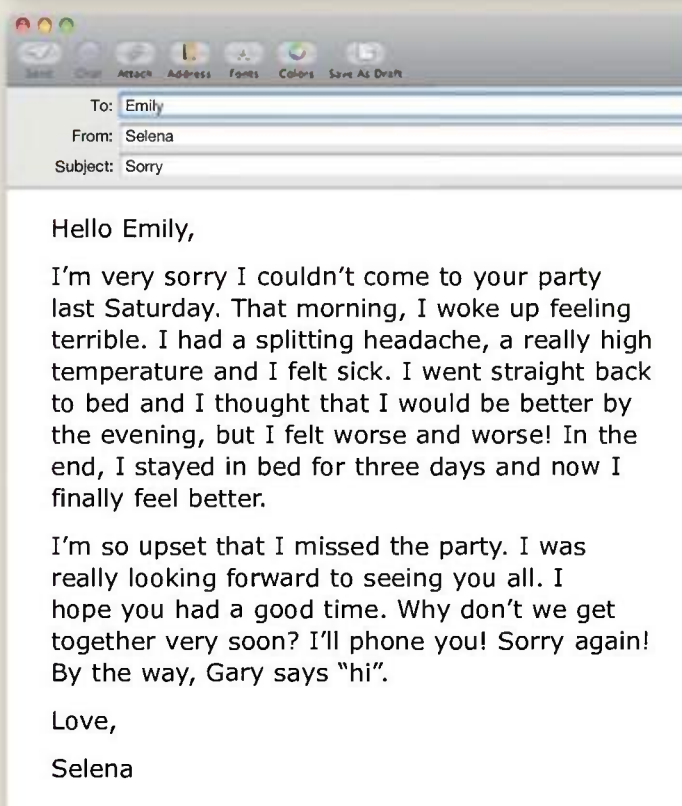 Send Chat Attach Address Fonts Colors Save As Draft
To: Emily
From: Selena
Subject: Sorry
Hello Emily,
I'm very sorry I couldn't come to your party
last Saturday. That morning, I woke up feeling
terrible. I had a splitting headache, a really high
temperature and I felt sick. I went straight back
to bed and I thought that I would be better by
the evening, but I felt worse and worse! In the
end, I stayed in bed for three days and now I
finally feel better.
I'm so upset that I missed the party. I was
really looking forward to seeing you all. I
hope you had a good time. Why don't we get
together very soon? I'll phone you! Sorry again!
By the way, Gary says “hi”.
Love,
Selena